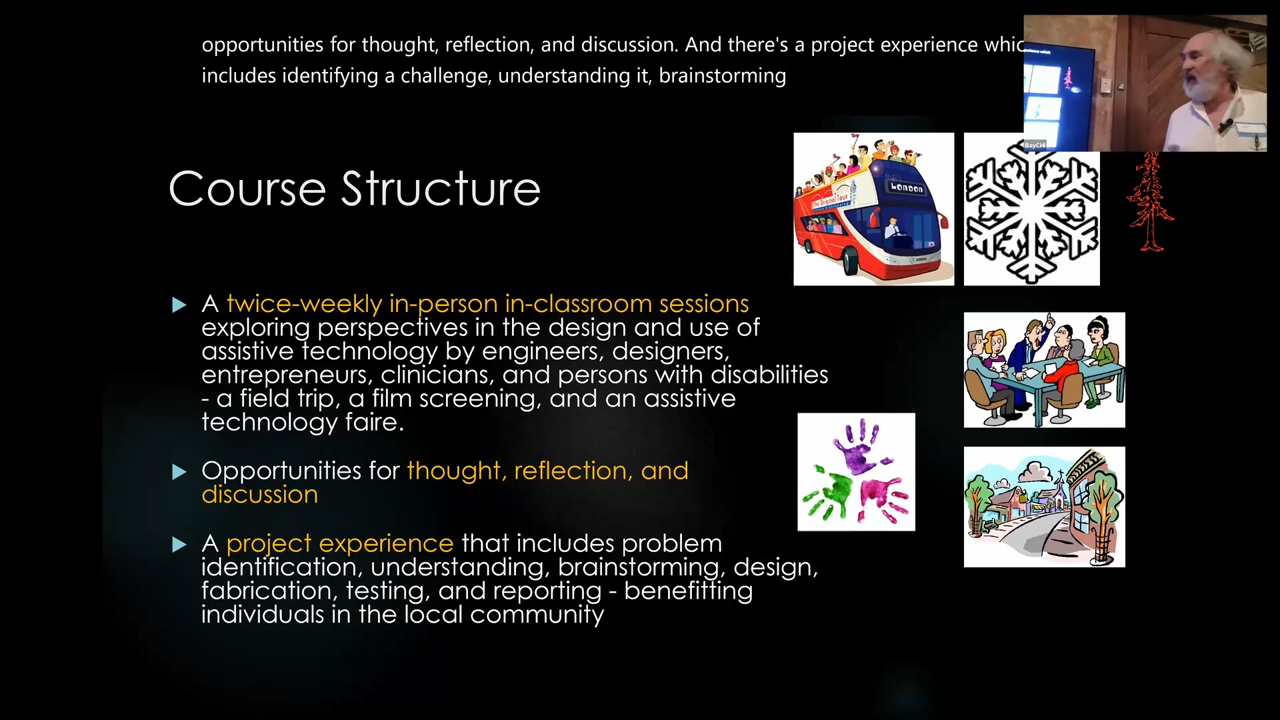 opportunities for thought, reflection, and discussion. And there's a project experience
includes identifying a challenge, understanding it, brainstorming
BayCHI
LONDON
The Original Tour
Course Structure
A twice-weekly in-person in-classroom sessions
exploring perspectives in the design and use of
assistive technology by engineers, designers,
entrepreneurs, clinicians, and persons with disabilities
- a field trip, a film screening, and an assistive
technology faire.
Opportunities for thought, reflection, and
discussion
A project experience that includes problem
identification, understanding, brainstorming, design,
fabrication, testing, and reporting - benefitting
individuals in the local community